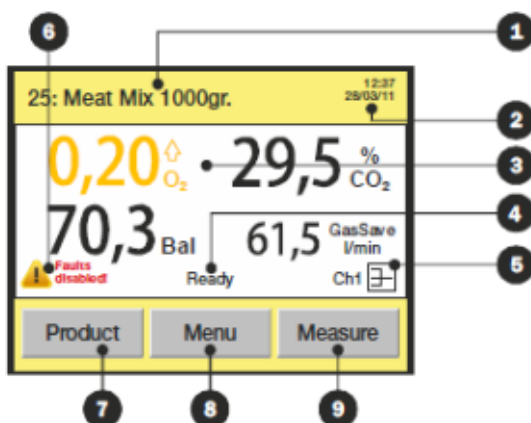 6
1
25: Meat Mix 1000gr.
12:37
28/03/11
2
0,20 O₂ 29,5 % CO₂
3
70,3 Bal 61,5 GasSave l/min
4
Faults disabled!
Ready
Ch1
5
Product Menu Measure
7 8 9